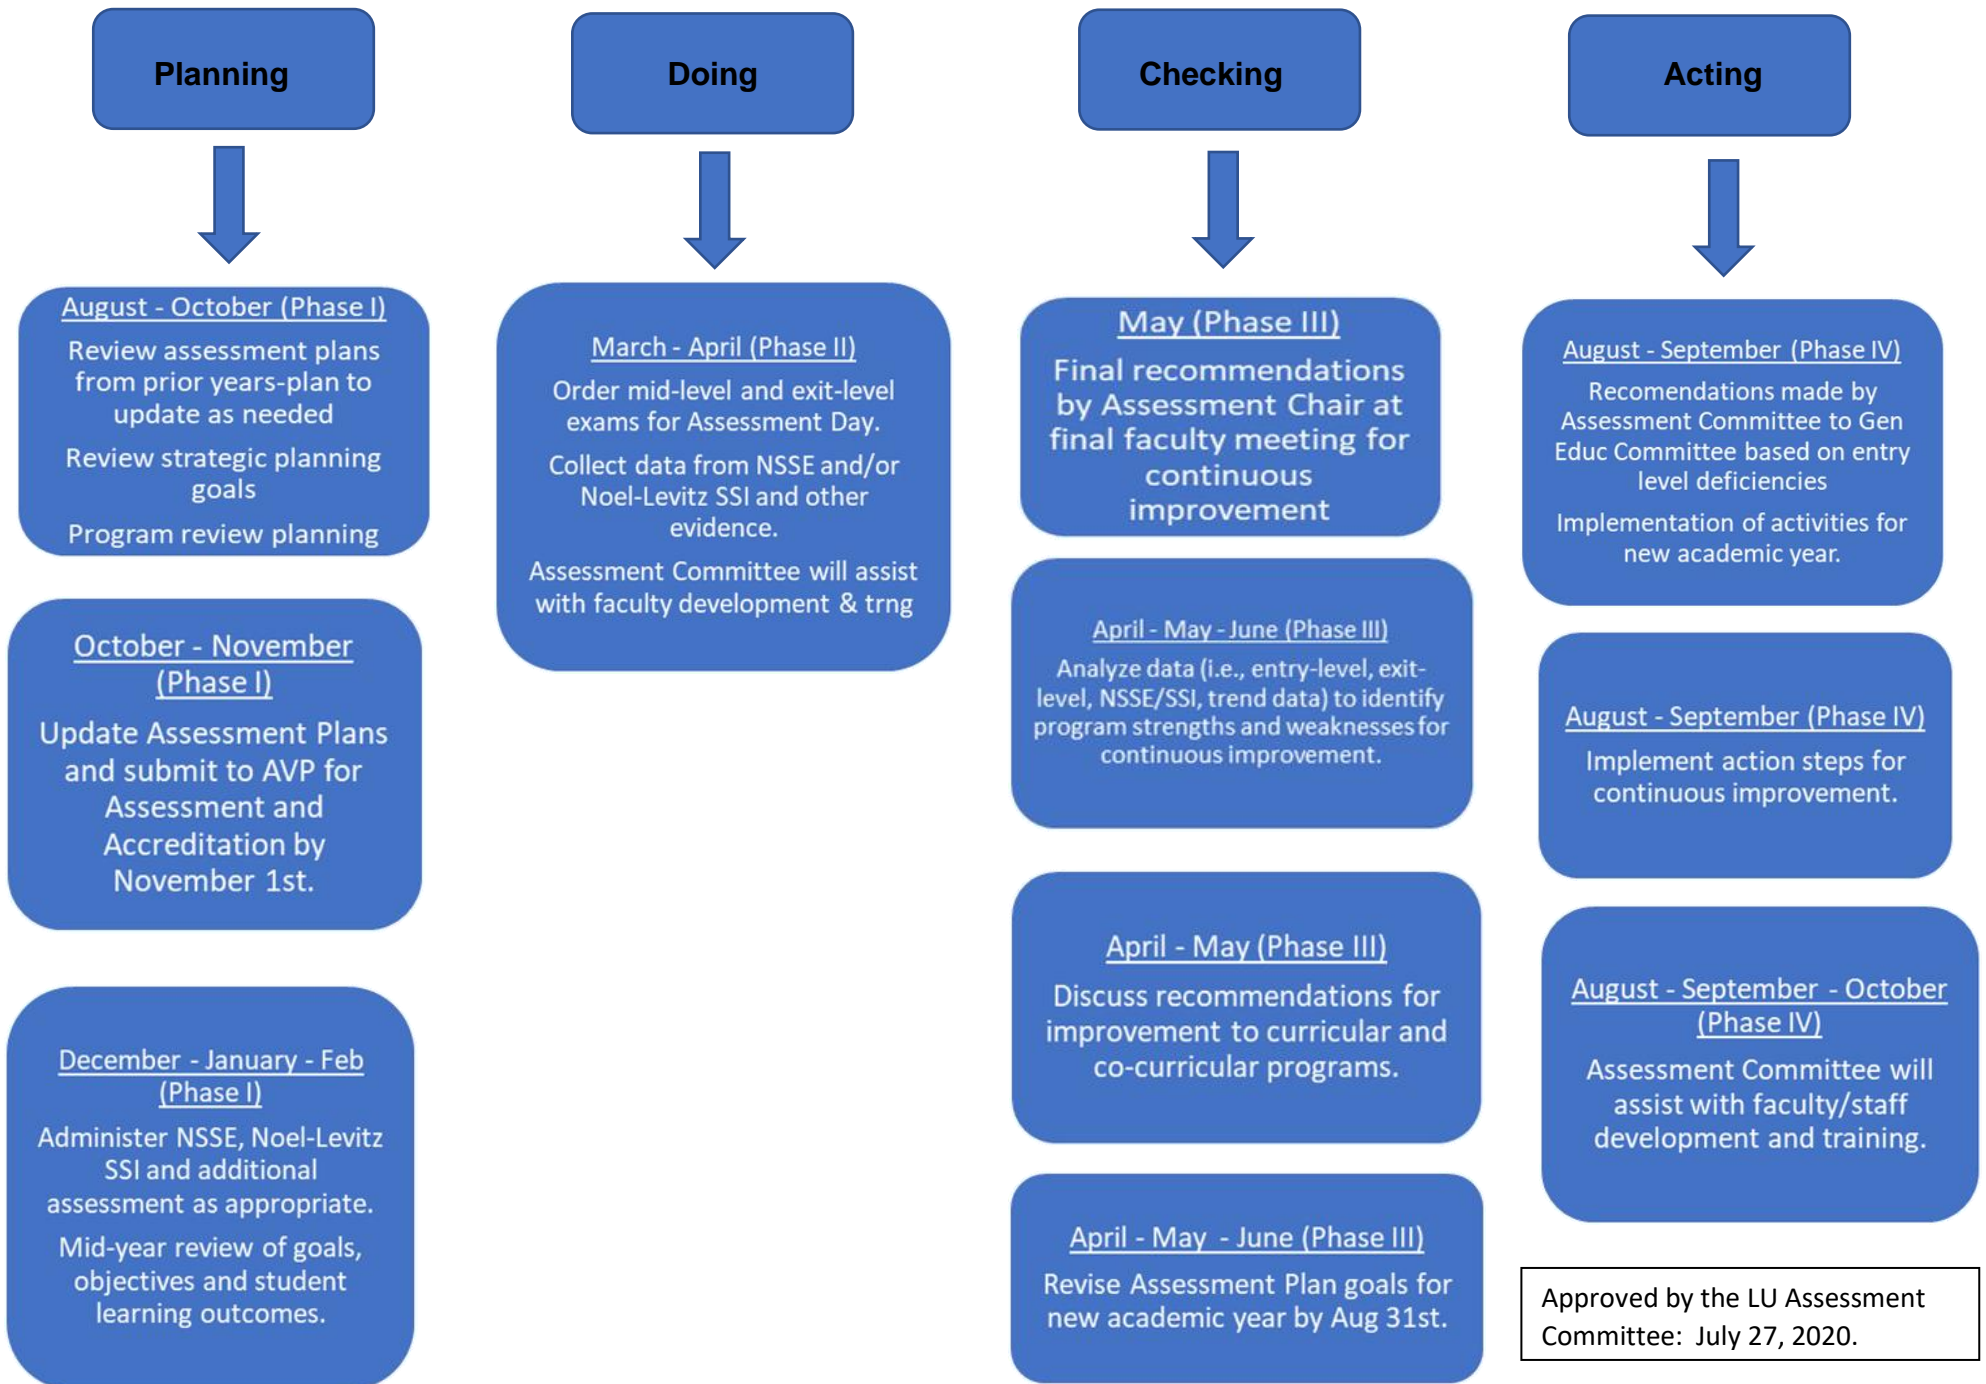 Planning
August - October (Phase I)
Review assessment plans
from prior years-plan to
update as needed
Review strategic planning
goals
Program review planning
October - November
(Phase I)
Update Assessment Plans
and submit to AVP for
Assessment and
Accreditation by
November 1st.
December - January - Feb
(Phase I)
Administer NSSE, Noel-Levitz
SSI and additional
assessment as appropriate.
Mid-year review of goals,
objectives and student
learning outcomes.
Doing
March - April (Phase II)
Order mid-level and exit-level
exams for Assessment Day.
Collect data from NSSE and/or
Noel-Levitz SSI and other
evidence.
Assessment Committee will assist
with faculty development & trng
Checking
May (Phase III)
Final recommendations
by Assessment Chair at
final faculty meeting for
continuous
improvement
April - May - June (Phase III)
Analyze data (i.e., entry-level, exit-
level, NSSE/SSI, trend data) to identify
program strengths and weaknesses for
continuous improvement.
April - May (Phase III)
Discuss recommendations for
improvement to curricular and
co-curricular programs.
April - May - June (Phase III)
Revise Assessment Plan goals for
new academic year by Aug 31st.
Acting
August - September (Phase IV)
Recomendations made by
Assessment Committee to Gen
Educ Committee based on entry
level deficiencies
Implementation of activities for
new academic year.
August - September (Phase IV)
Implement action steps for
continuous improvement.
August - September - October
(Phase IV)
Assessment Committee will
assist with faculty/staff
development and training.
Approved by the LU Assessment
Committee: July 27, 2020.